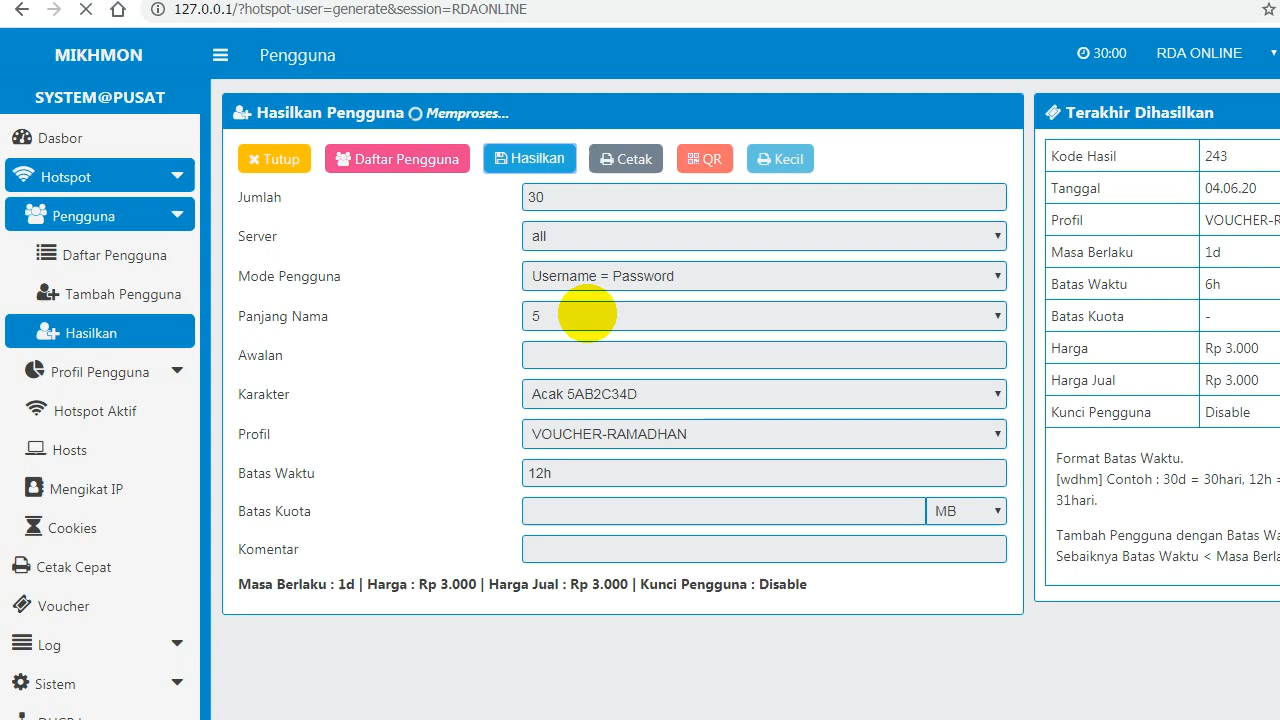 127.0.0.1/?hotspot-user=generate&session=RDAONLINE
MIKHMON
Pengguna
30:00
RDA ONLINE
SYSTEM@PUSAT
Dasbor
Hotspot
Pengguna
Daftar Pengguna
Tambah Pengguna
Hasilkan
Profil Pengguna
Hotspot Aktif
Hosts
Mengikat IP
Cookies
Cetak Cepat
Voucher
Log
Sistem
Hasilkan Pengguna Memproses...
Tutup Daftar Pengguna Hasilkan Cetak QR Kecil
Jumlah 30
Server all
Mode Pengguna Username = Password
Panjang Nama 5
Awalan
Karakter Acak 5AB2C34D
Profil VOUCHER-RAMADHAN
Batas Waktu 12h
Batas Kuota MB
Komentar
Masa Berlaku : 1d | Harga : Rp 3.000 | Harga Jual : Rp 3.000 | Kunci Pengguna : Disable
Terakhir Dihasilkan
Kode Hasil 243
Tanggal 04.06.20
Profil VOUCHER-R
Masa Berlaku 1d
Batas Waktu 6h
Batas Kuota -
Harga Rp 3.000
Harga Jual Rp 3.000
Kunci Pengguna Disable
Format Batas Waktu.
[wdhm] Contoh : 30d = 30hari, 12h =
31hari.
Tambah Pengguna dengan Batas Wa
Sebaiknya Batas Waktu < Masa Berla